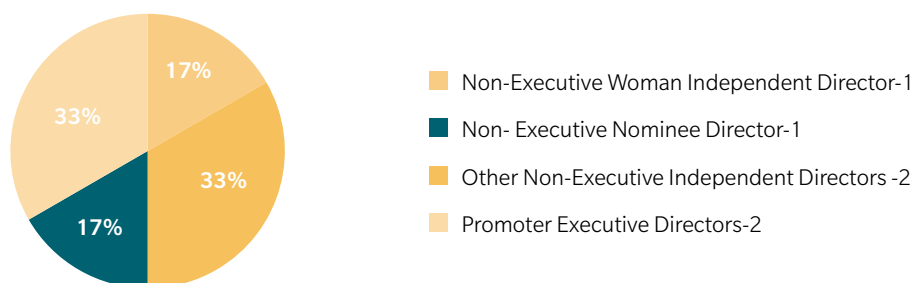 17%
33%
33%
17%
Non-Executive Woman Independent Director-1
Non- Executive Nominee Director-1
Other Non-Executive Independent Directors -2
Promoter Executive Directors-2